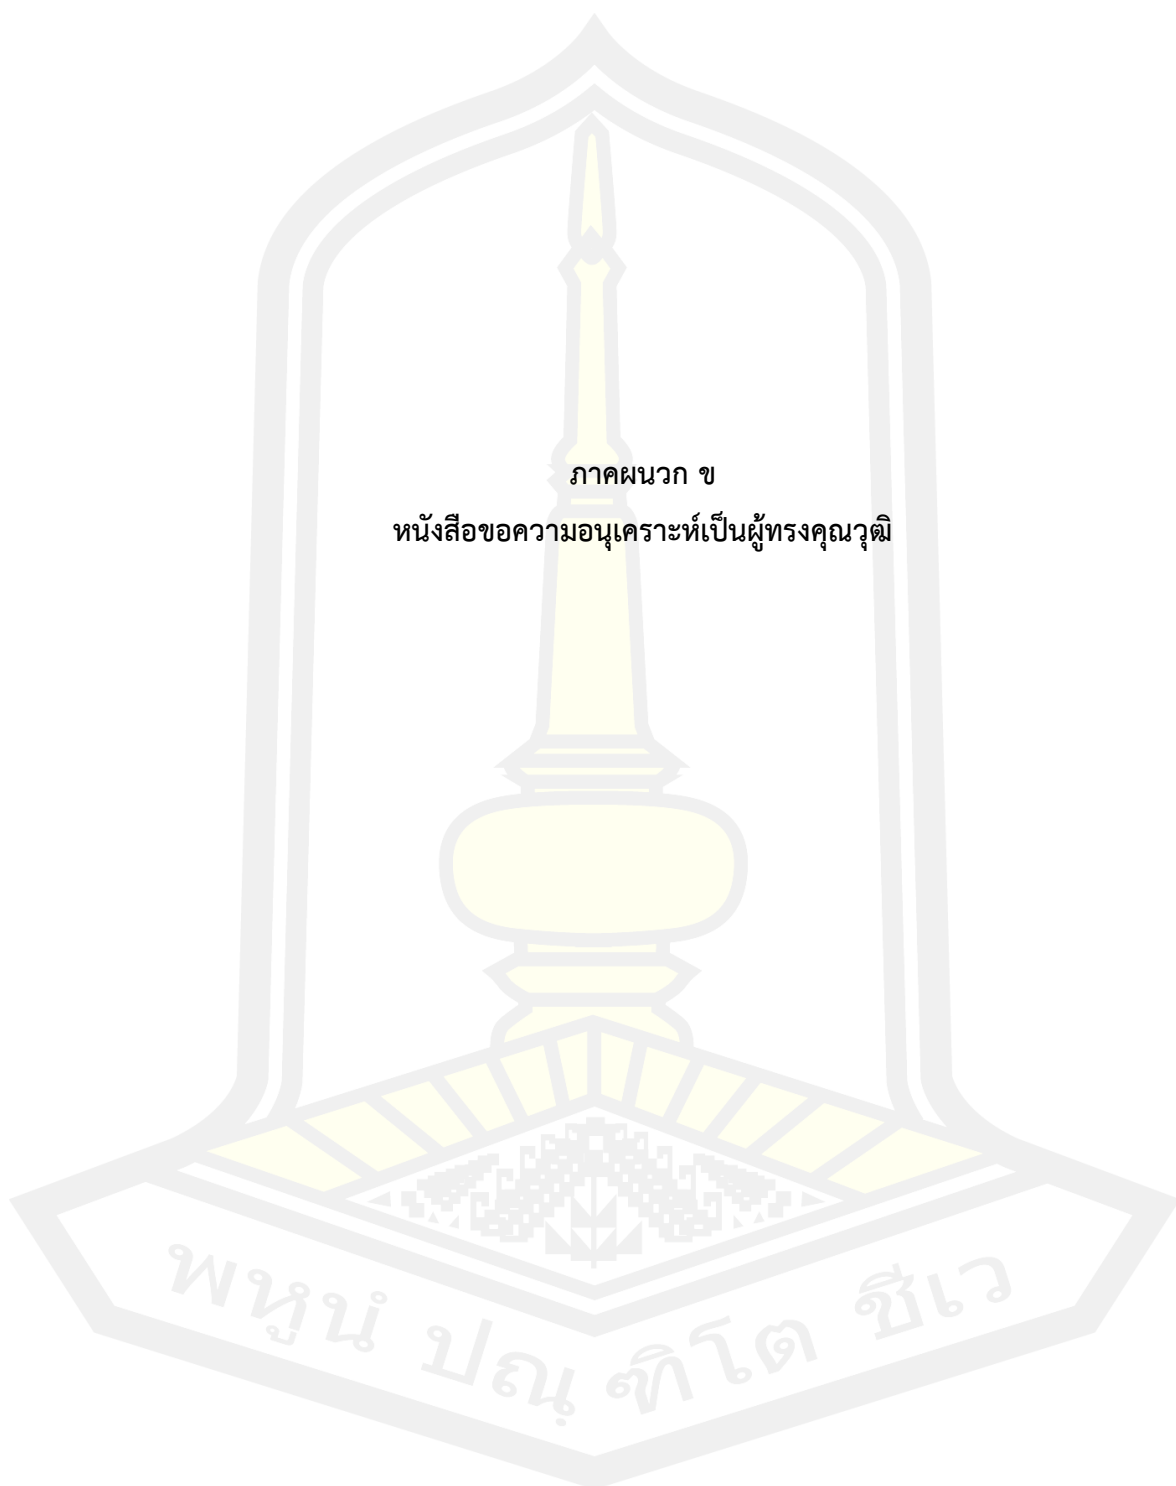 ภาคผนวก ข
หนังสือขอความอนุเคราะห์เป็นผู้ทรงคุณวุฒิ
พหูนํ ปณฺฑิโต ชีเว